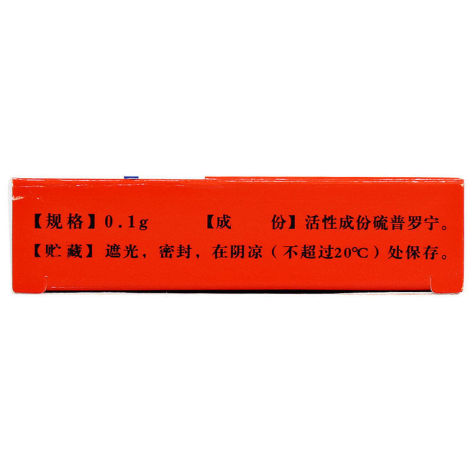 【规格】0.1g 【成 份】活性成份硫普罗宁。
【贮藏】遮光，密封，在阴凉（不超过20℃）处保存。